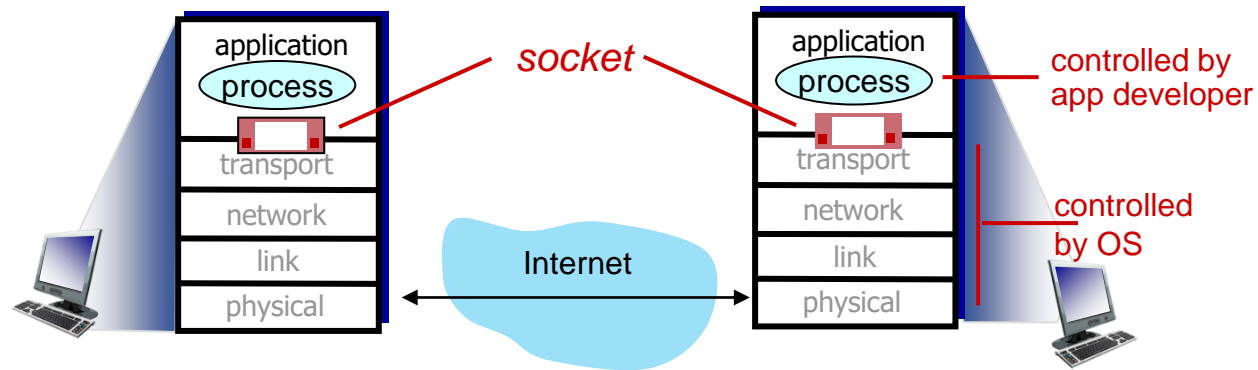 application
process
transport
network
link
physical
socket
Internet
application
process
transport
network
link
physical
controlled by
app developer
controlled
by OS